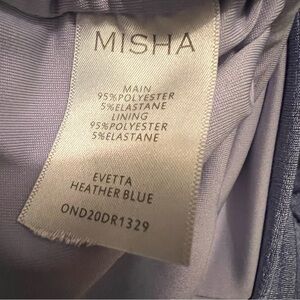 MISHA
MAIN
95%POLYESTER
5%ELASTANE
LINING
95%POLYESTER
5%ELASTANE
EVETTA
HEATHER BLUE
OND20DR1329